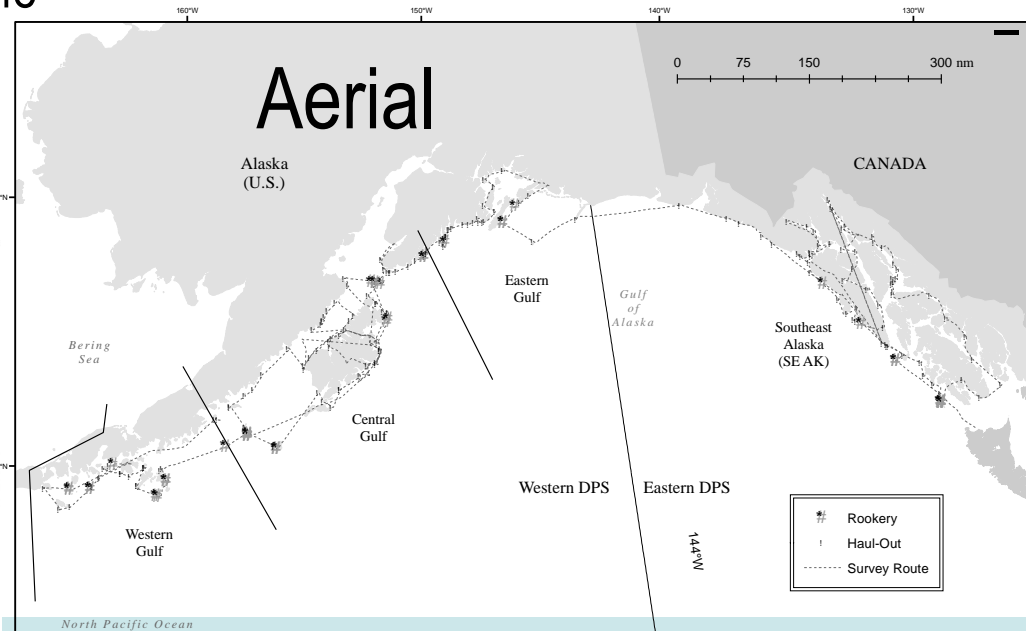 160°W 150°W 140°W 130°W
0 75 150 300 nm
Aerial
Alaska
(U.S.)
CANADA
Eastern
Gulf
Gulf
of
Alaska
Bering
Sea
Southeast
Alaska
(SE AK)
Central
Gulf
Western DPS Eastern DPS
Western
Gulf
144°W
Rookery
Haul-Out
Survey Route
North Pacific Ocean